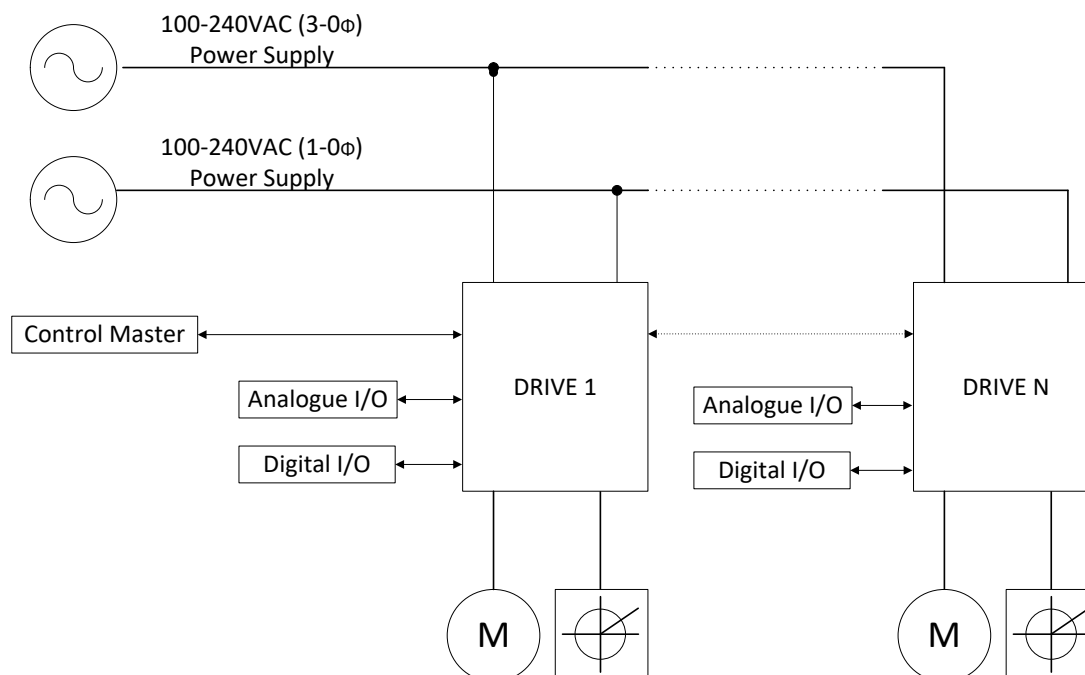 100-240VAC (3-0Φ)
Power Supply
100-240VAC (1-0Φ)
Power Supply
Control Master
Analogue I/O
Digital I/O
DRIVE 1
Analogue I/O
Digital I/O
DRIVE N
M
M